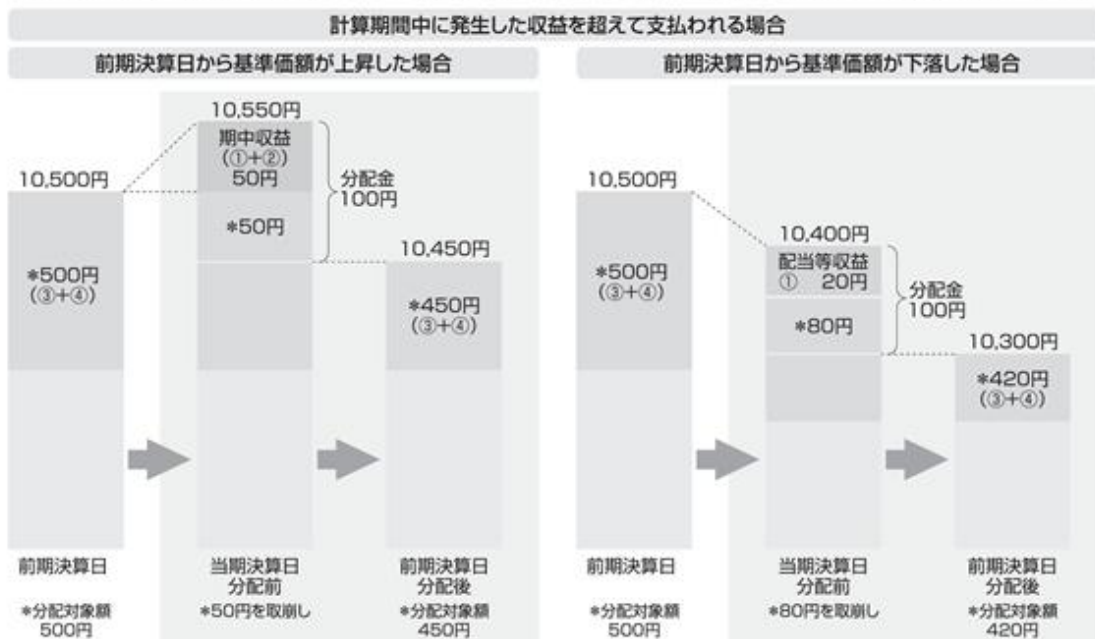 計算期間中に発生した収益を超えて支払われる場合
前期決算日から基準価額が上昇した場合
10,550円
期中収益
(①+②)
50円
分配金
100円
10,500円
*50円
10,450円
*500円
(③+④)
*450円
(③+④)
前期決算日
当期決算日
分配前
前期決算日
分配後
*分配対象額
500円
*50円を取崩し
*分配対象額
450円
前期決算日から基準価額が下落した場合
10,500円
10,400円
配当等収益
① 20円
分配金
100円
*500円
(③+④)
*80円
10,300円
*420円
(③+④)
前期決算日
当期決算日
分配前
前期決算日
分配後
*分配対象額
500円
*80円を取崩し
*分配対象額
420円